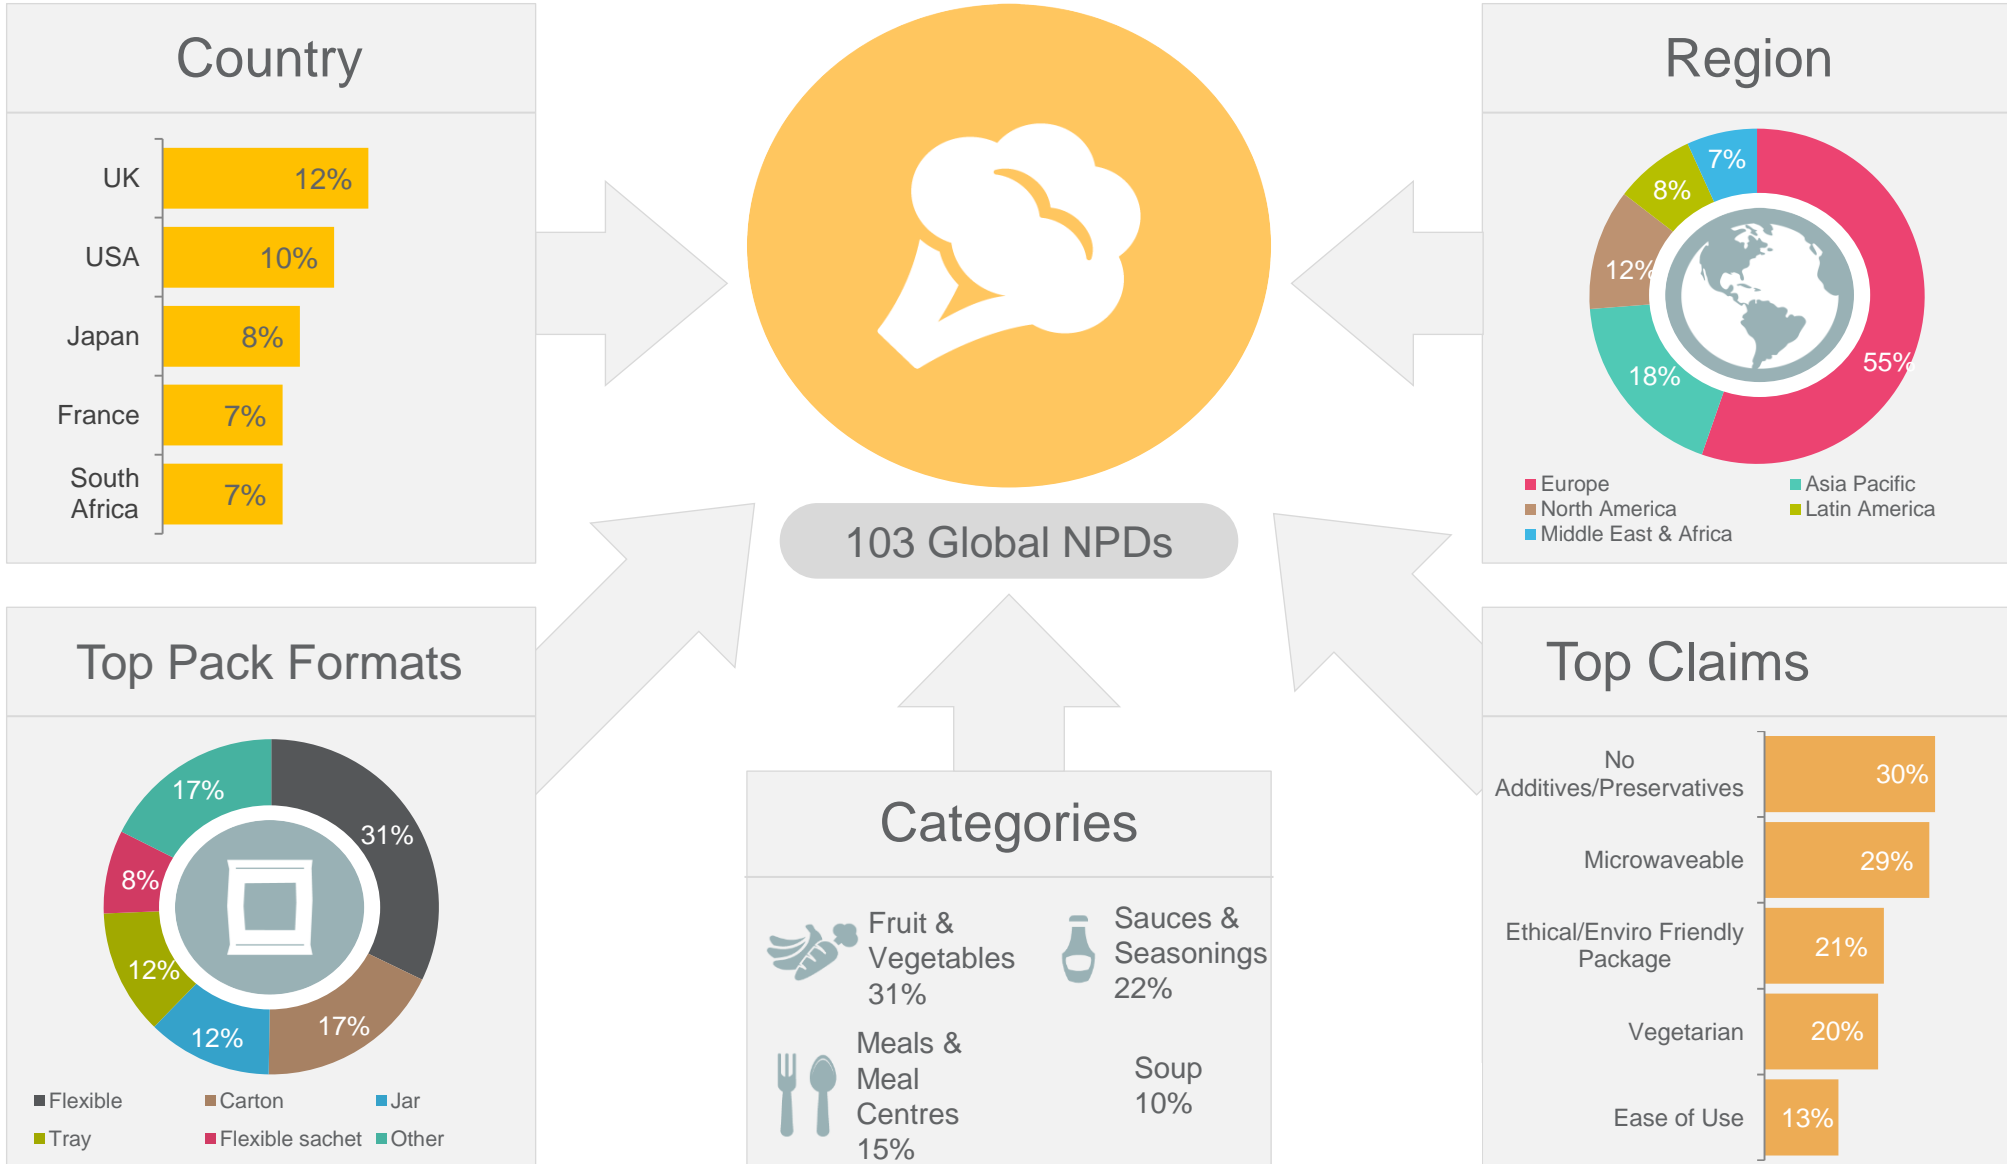 Country
UK
12%
USA
10%
Japan
8%
France
7%
South
Africa
7%
103 Global NPDs
Region
7%
8%
12%
18%
55%
Europe
Asia Pacific
North America
Latin America
Middle East & Africa
Top Pack Formats
17%
31%
8%
12%
12%
17%
Flexible
Carton
Jar
Tray
Flexible sachet
Other
Categories
Fruit &
Vegetables
31%
Sauces &
Seasonings
22%
Meals &
Meal
Centres
15%
Soup
10%
Top Claims
No
Additives/Preservatives
30%
Microwaveable
29%
Ethical/Enviro Friendly
Package
21%
Vegetarian
20%
Ease of Use
13%